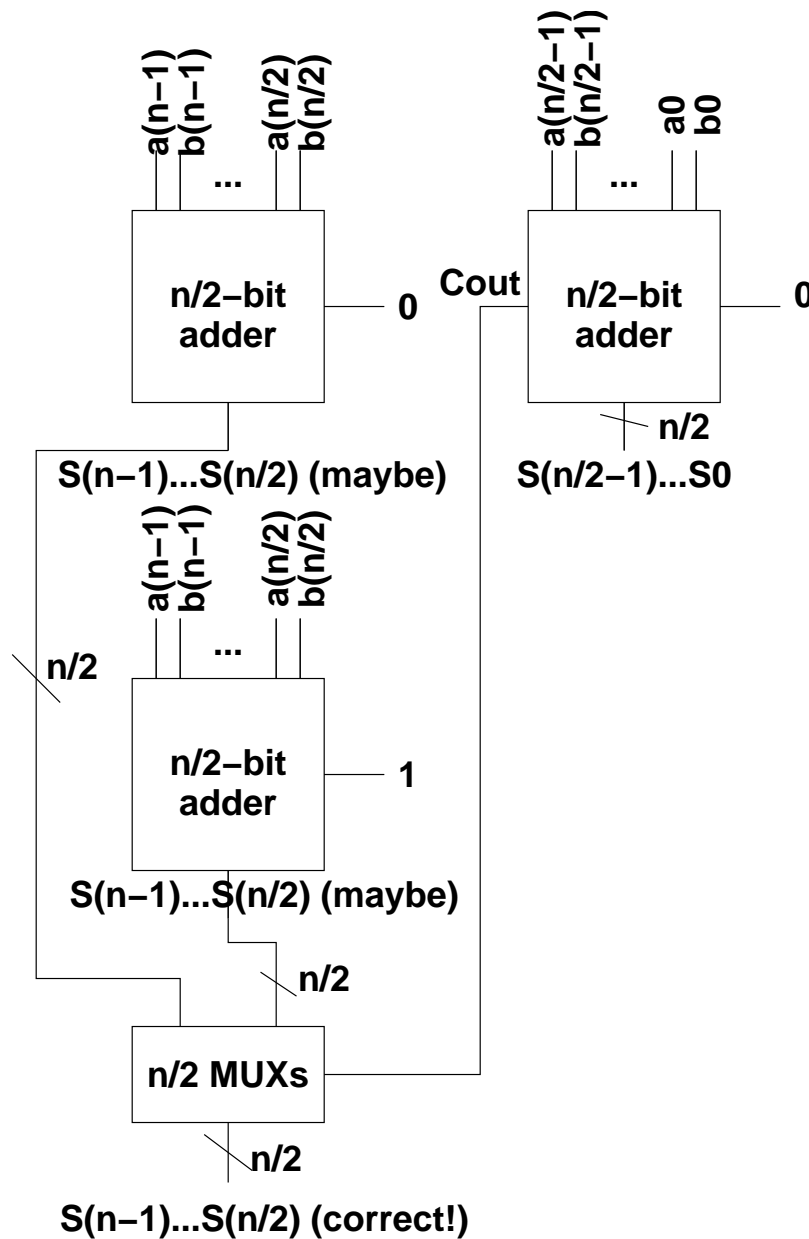 a(n−1)
b(n−1)
...
a(n/2)
b(n/2)
n/2−bit
adder
0
S(n−1)...S(n/2) (maybe)
a(n/2−1)
b(n/2−1)
...
a0
b0
Cout
n/2−bit
adder
0
n/2
S(n/2−1)...S0
a(n−1)
b(n−1)
...
a(n/2)
b(n/2)
n/2
n/2−bit
adder
1
S(n−1)...S(n/2) (maybe)
n/2
n/2 MUXs
n/2
S(n−1)...S(n/2) (correct!)